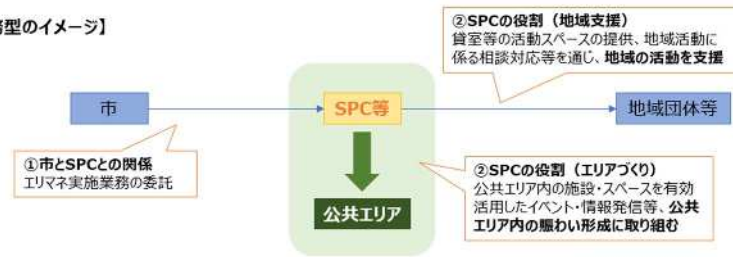 型のイメージ】
②SPCの役割（地域支援）
貸室等の活動スペースの提供、地域活動に
係る相談対応等を通じ、地域の活動を支援
市
SPC等
地域団体等
①市とSPCとの関係
エリマネ実施業務の委託
②SPCの役割（エリアづくり）
公共エリア内の施設・スペースを有効
活用したイベント・情報発信等、公共
エリア内の賑わい形成に取り組む
公共エリア